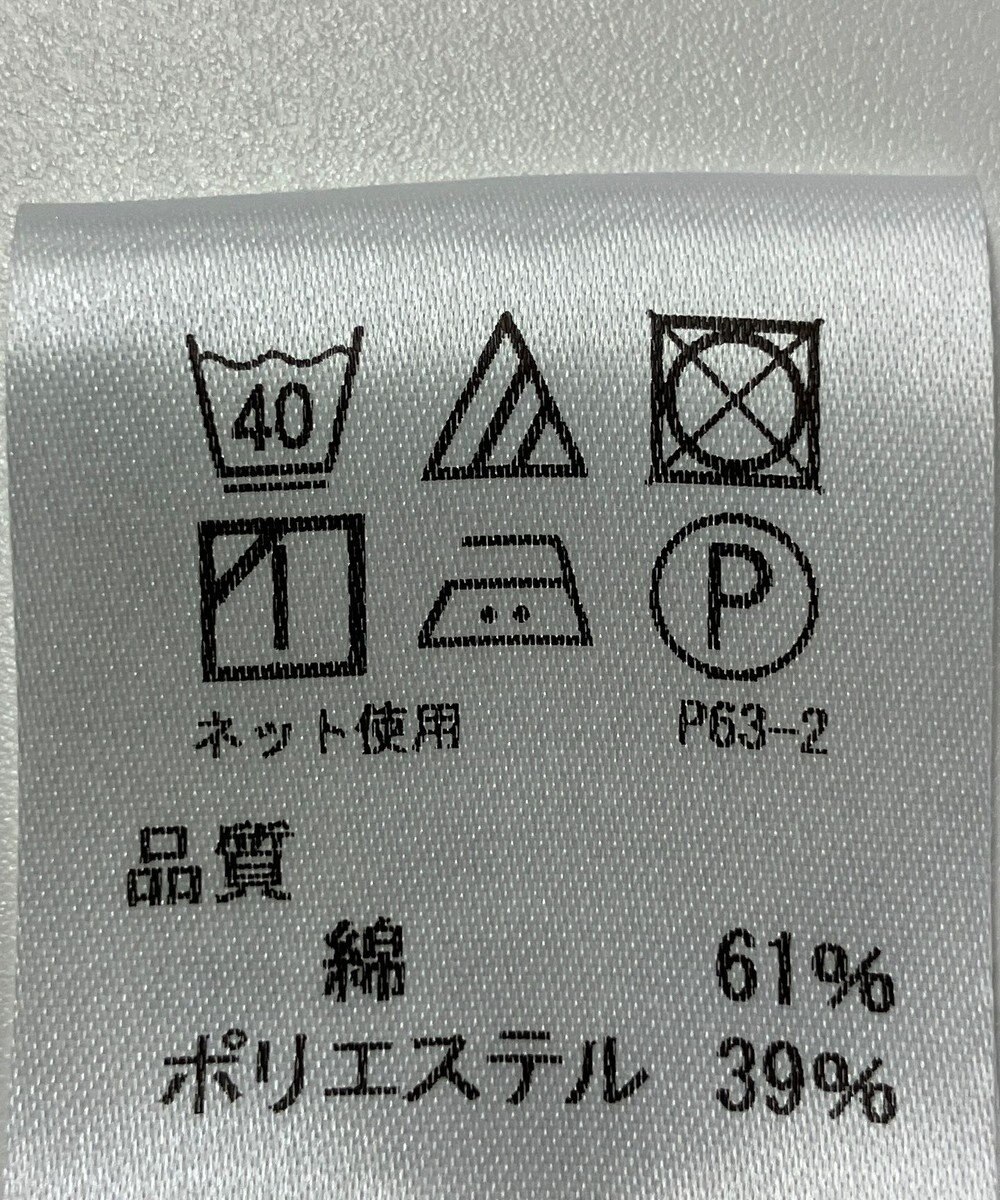 40
P
ネット使用 P63-2
品質
綿 61%
ポリエステル 39%